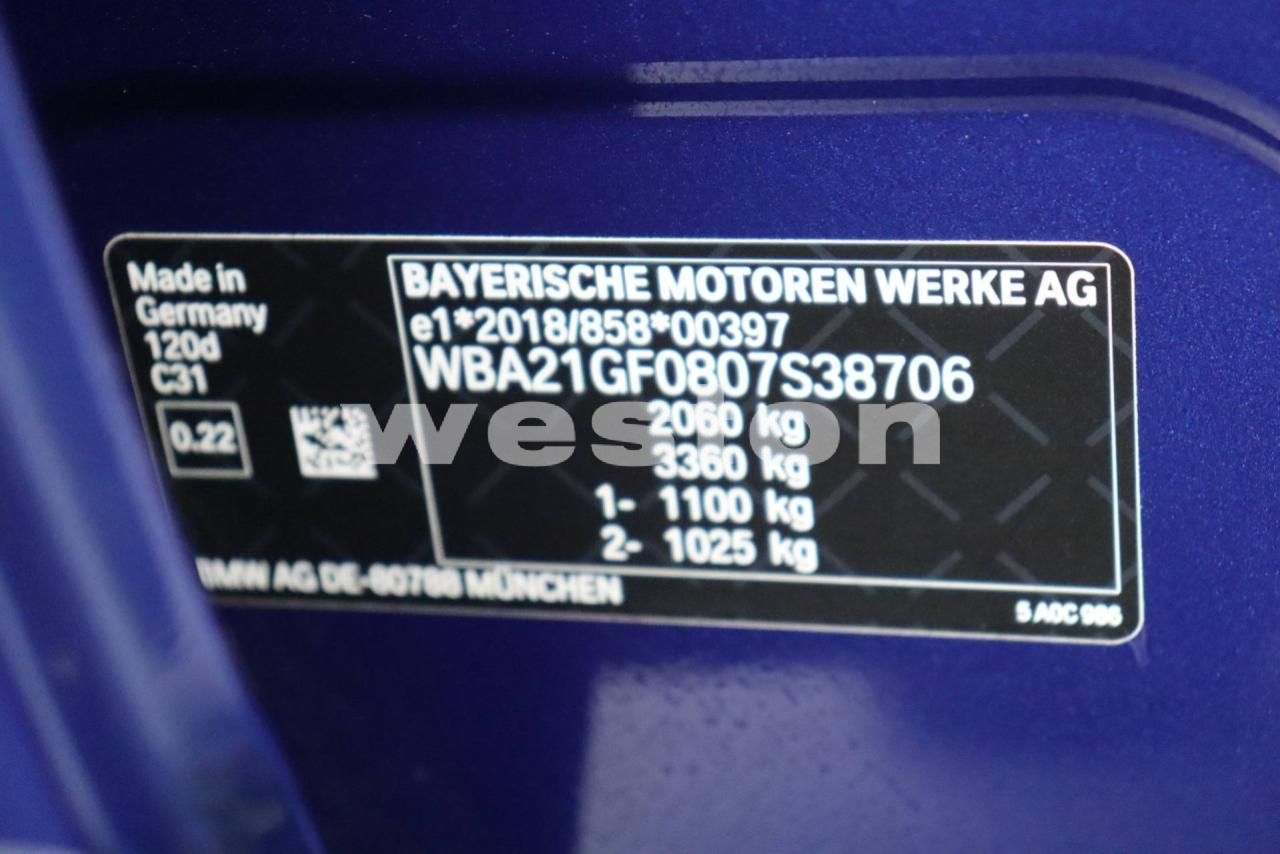 Made in
Germany
120d
C31
0.22
BAYERISCHE MOTOREN WERKE AG
e1*2018/858*00397
WBA21GF0807S38706
2060 kg
3360 kg
1- 1100 kg
2- 1025 kg
BMW AG DE-80788 MÜNCHEN
5 A0C 986
weslon